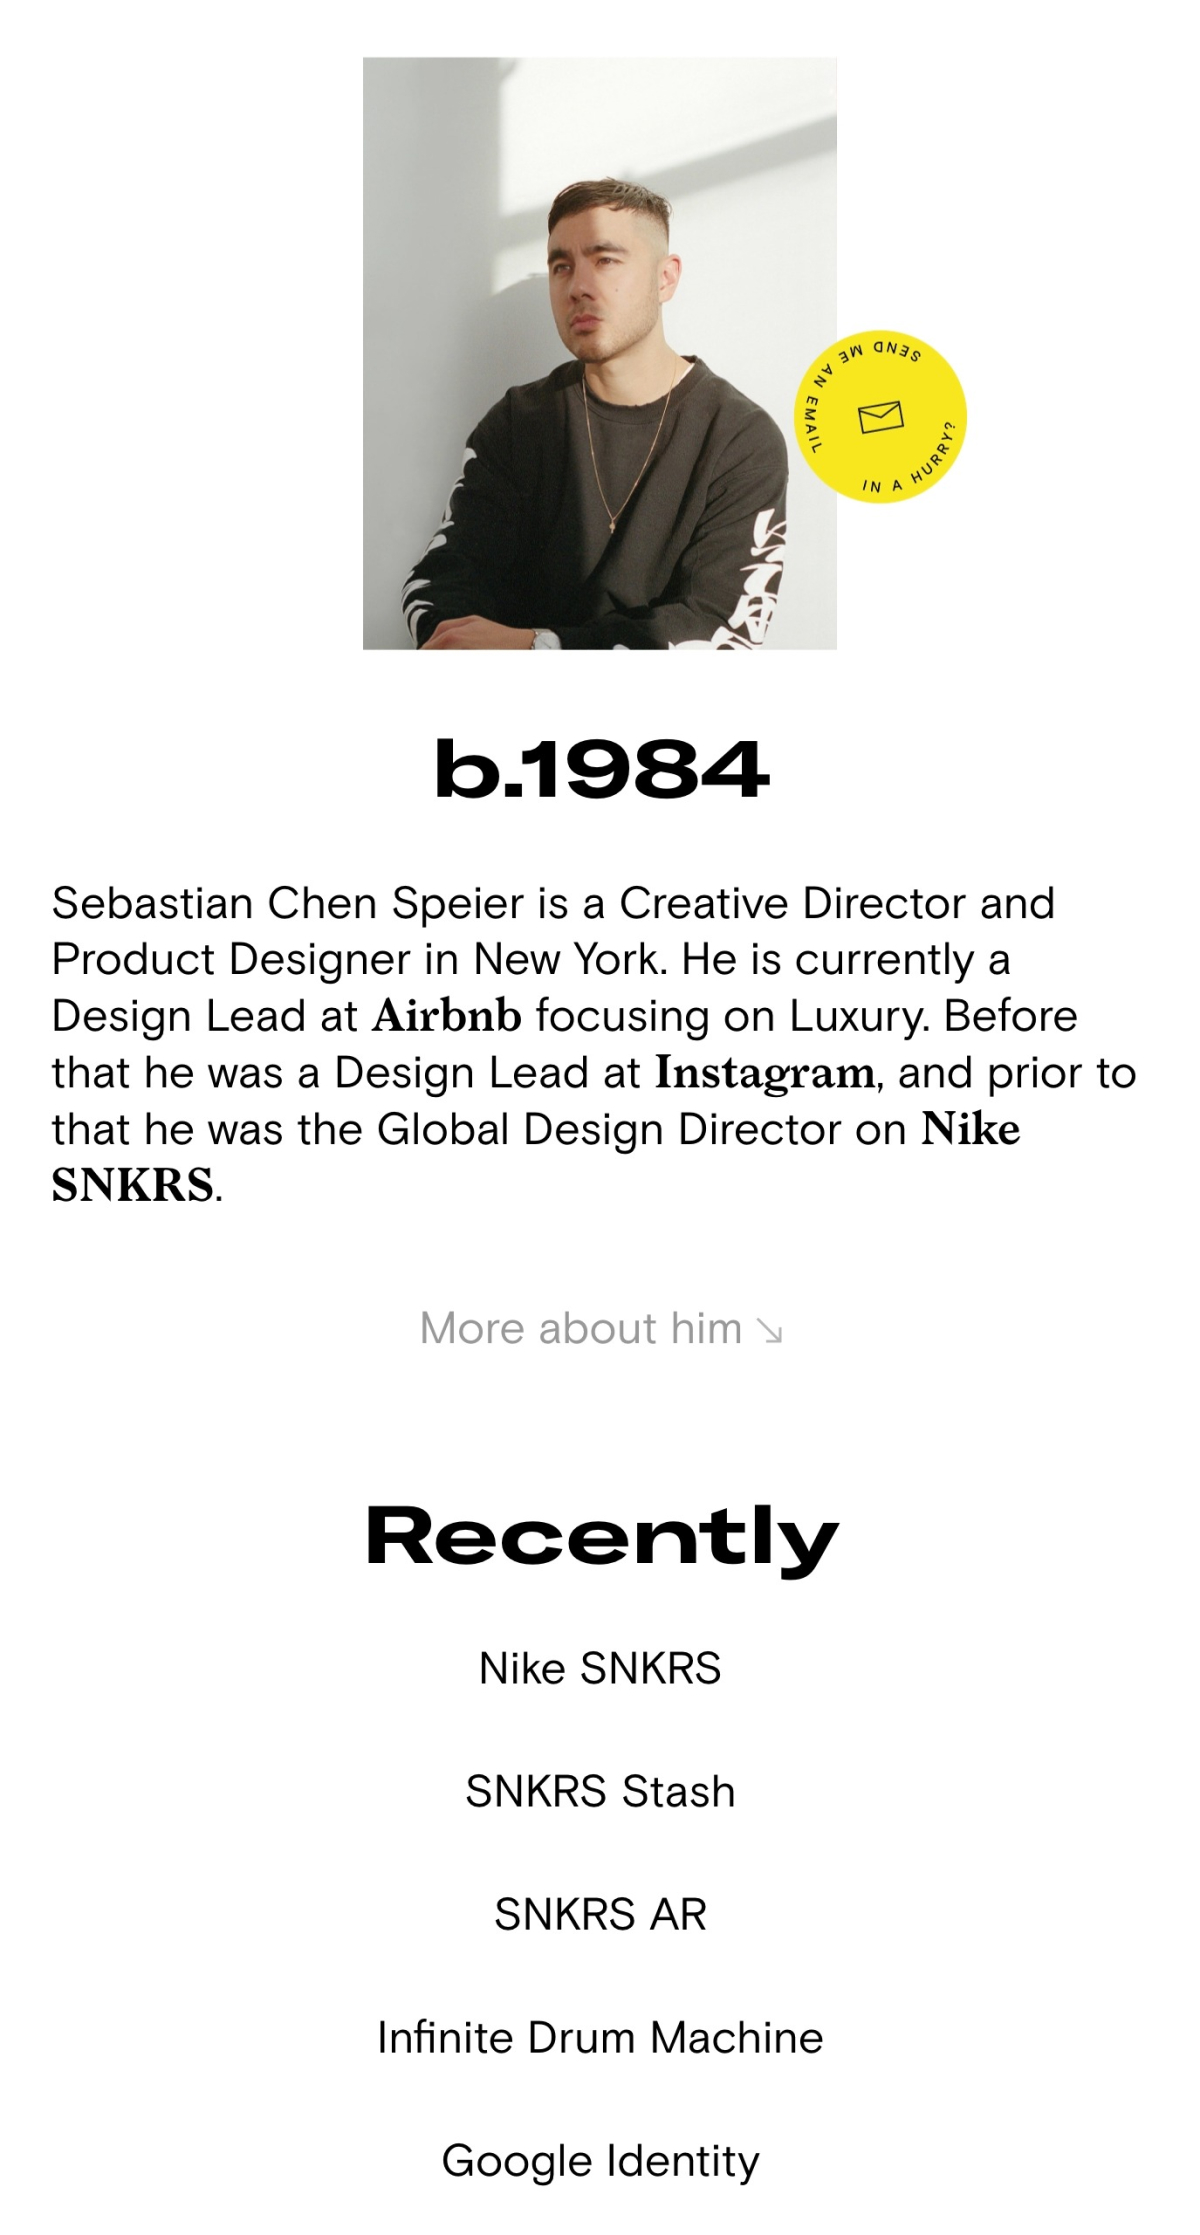 SEND ME AN EMAIL
IN A HURRY?
b.1984
Sebastian Chen Speier is a Creative Director and
Product Designer in New York. He is currently a
Design Lead at Airbnb focusing on Luxury. Before
that he was a Design Lead at Instagram, and prior to
that he was the Global Design Director on Nike
SNKRS.
More about him ↘
Recently
Nike SNKRS
SNKRS Stash
SNKRS AR
Infinite Drum Machine
Google Identity